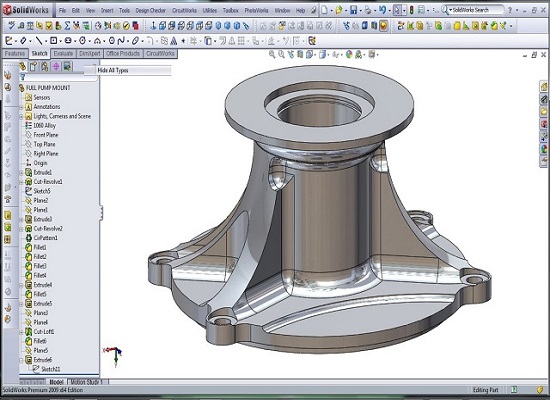 SolidWorks
File Edit View Insert Tools Design Checker CircuitWorks Utilities Toolbox PhotoWorks Window Help
SolidWorks Search
Features Sketch Evaluate DimXpert Office Products CircuitWorks
Hide All Types
FUEL PUMP MOUNT
Sensors
Annotations
Lights, Cameras and Scene
1060 Alloy
Front Plane
Top Plane
Right Plane
Origin
Extrude1
Cut-Revolve1
Sketch5
Plane2
Plane1
Extrude3
Cut-Revolve2
CirPattern1
Fillet1
Fillet2
Fillet3
Fillet4
Extrude4
Fillet5
Extrude5
Plane3
Plane4
Cut-Loft1
Fillet6
Plane5
Extrude6
Sketch11
Model Motion Study 1
SolidWorks Premium 2009 x64 Edition Editing Part